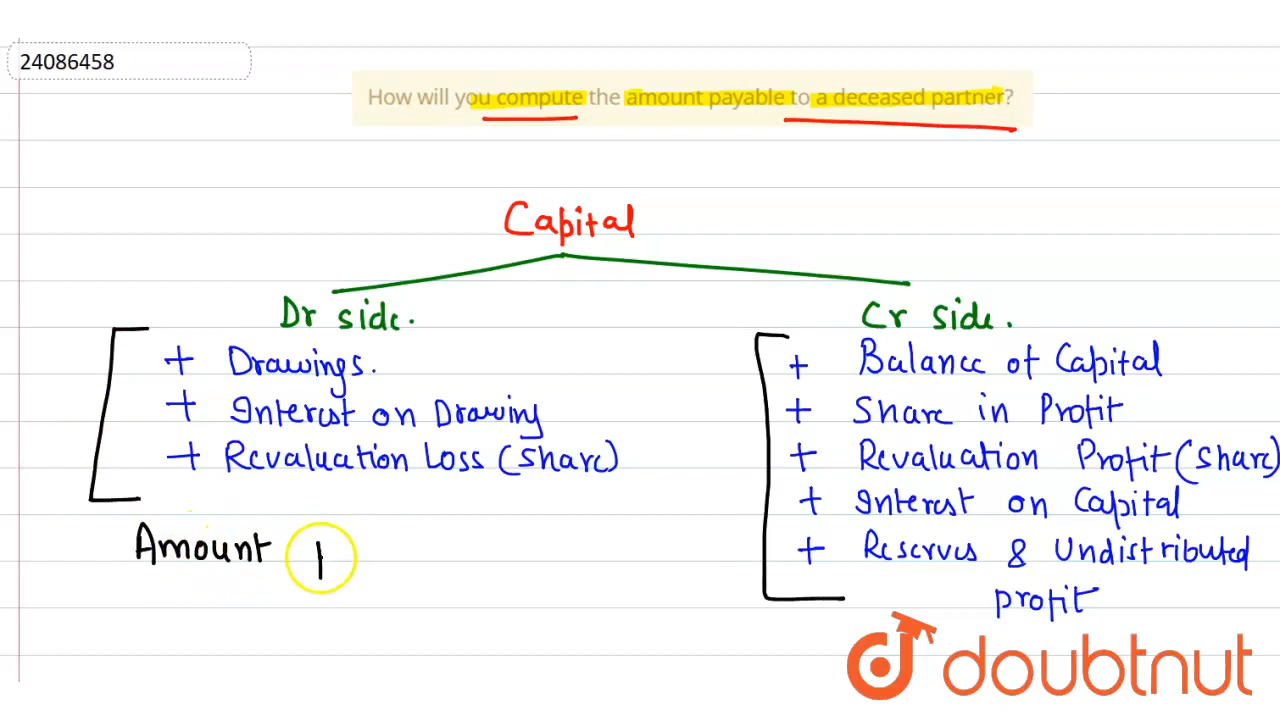 24086458
How will you compute the amount payable to a deceased partner?
Capital
Dr side.
+ Drawings.
+ Interest on Drawing
+ Revaluation Loss (Share)
Amount
Cr side.
+ Balance of Capital
+ Share in Profit
+ Revaluation Profit (Share)
+ Interest on Capital
+ Reserves & Undistributed
profit
doubtnut